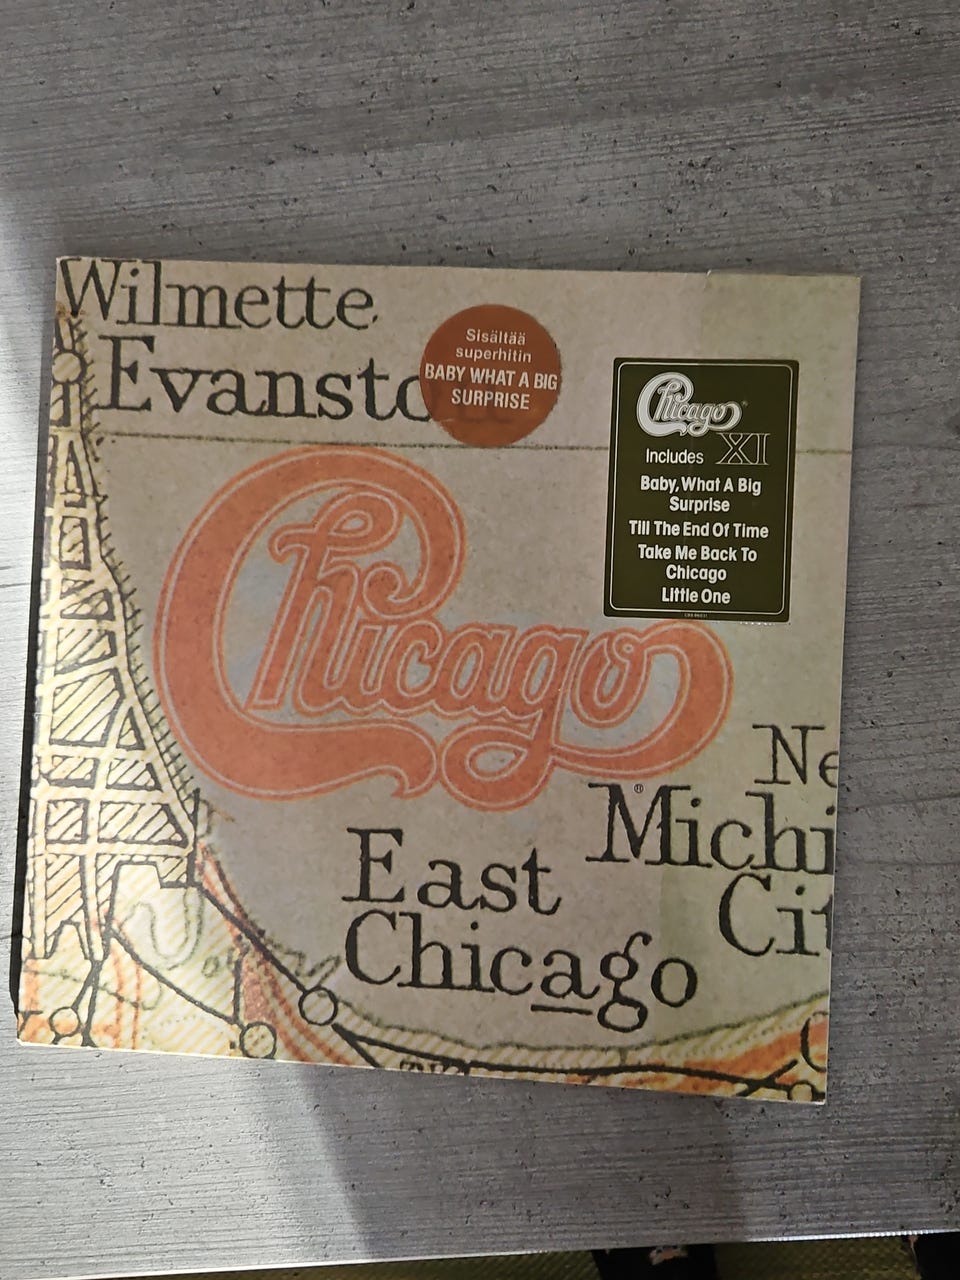 Wilmette
Evansto
Sisältää
superhitin
BABY WHAT A BIG
SURPRISE
Chicago
XI
Includes
Baby, What A Big
Surprise
Till The End Of Time
Take Me Back To
Chicago
Little One
Chicago
®
Ne
Michi
Cit
East
Chicago